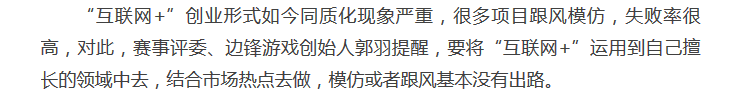 “互联网+”创业形式如今同质化现象严重，很多项目跟风模仿，失败率很
高，对此，赛事评委、边锋游戏创始人郭羽提醒，要将“互联网+”运用到自己擅
长的领域中去，结合市场热点去做，模仿或者跟风基本没有出路。